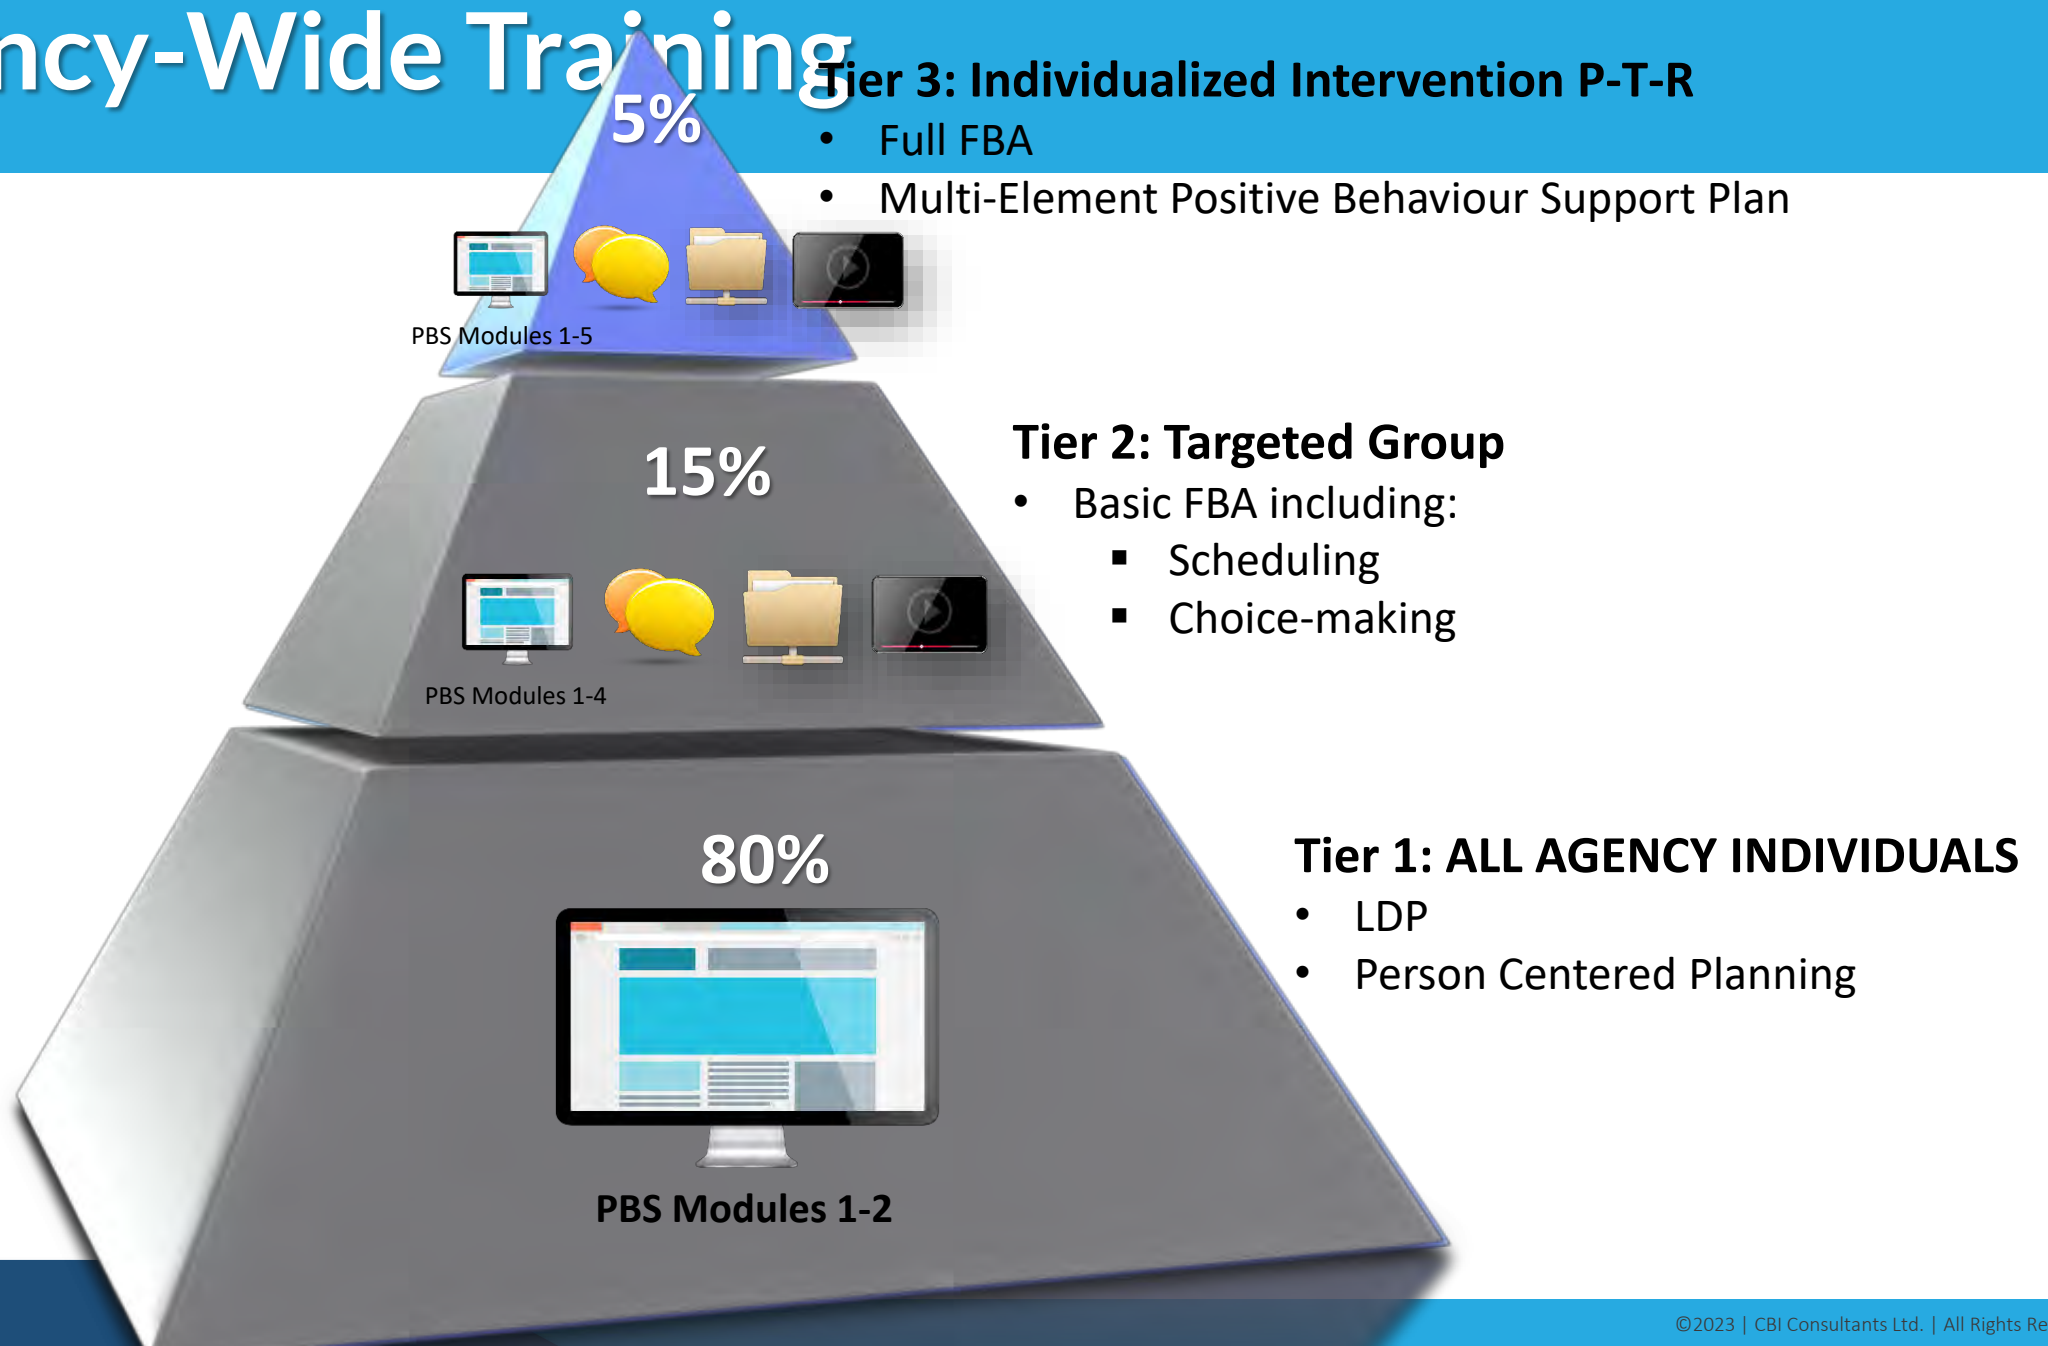 ncy-Wide Training
5%
Tier 3: Individualized Intervention P-T-R
• Full FBA
• Multi-Element Positive Behaviour Support Plan
PBS Modules 1-5
15%
Tier 2: Targeted Group
• Basic FBA including:
▪ Scheduling
▪ Choice-making
PBS Modules 1-4
80%
Tier 1: ALL AGENCY INDIVIDUALS
• LDP
• Person Centered Planning
PBS Modules 1-2
©2023 | CBI Consultants Ltd. | All Rights Re